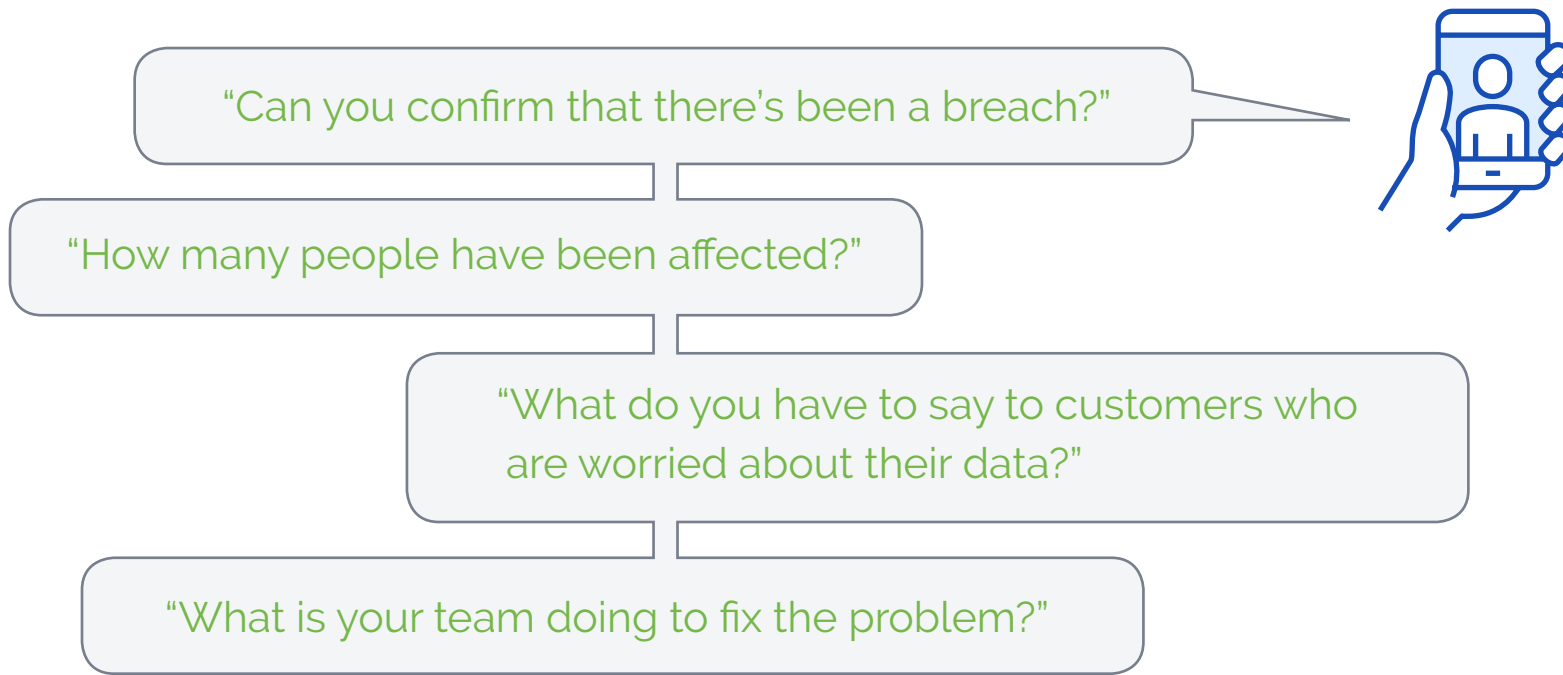 “Can you confirm that there’s been a breach?”
“How many people have been affected?”
“What do you have to say to customers who
are worried about their data?”
“What is your team doing to fix the problem?”